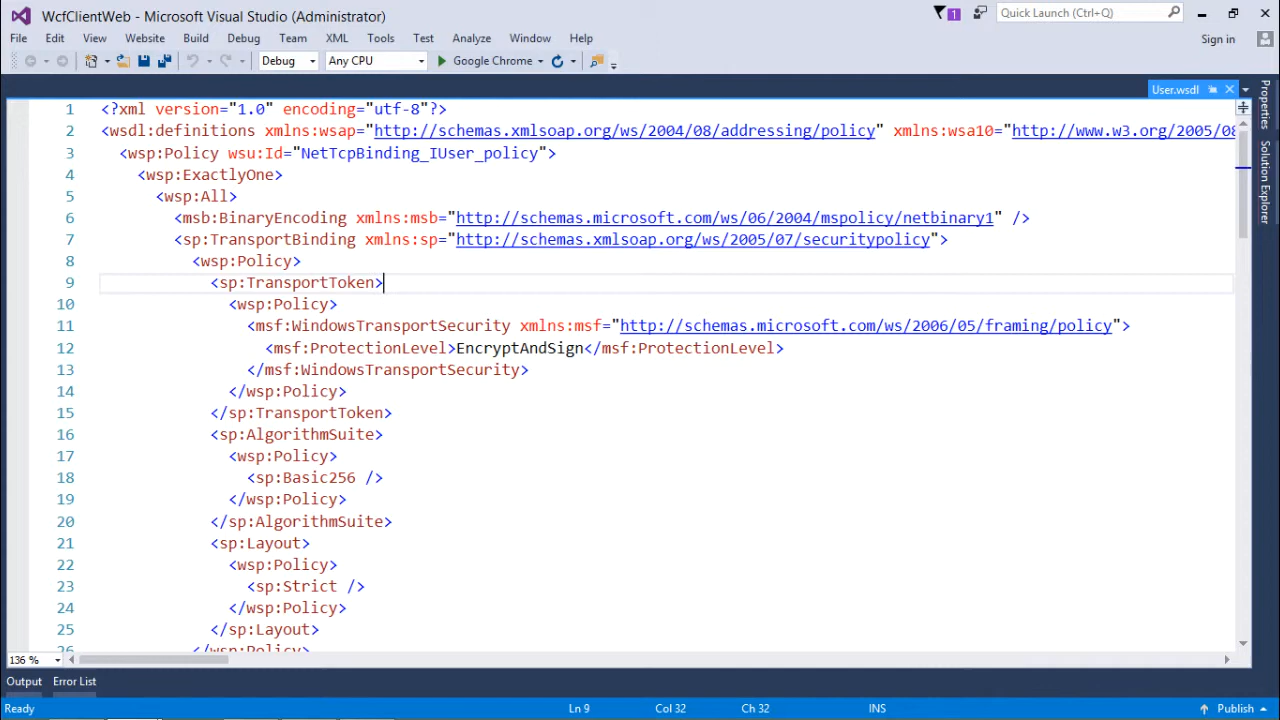 WcfClientWeb - Microsoft Visual Studio (Administrator)
1
Quick Launch (Ctrl+Q)
File Edit View Website Build Debug Team XML Tools Test Analyze Window Help
Sign in
Debug Any CPU Google Chrome
User.wsdl
Properties
Solution Explorer
1 <?xml version="1.0" encoding="utf-8"?>
2 <wsdl:definitions xmlns:wsap="http://schemas.xmlsoap.org/ws/2004/08/addressing/policy" xmlns:wsa10="http://www.w3.org/2005/08
3 <wsp:Policy wsu:Id="NetTcpBinding_IUser_policy">
4 <wsp:ExactlyOne>
5 <wsp:All>
6 <msb:BinaryEncoding xmlns:msb="http://schemas.microsoft.com/ws/06/2004/mspolicy/netbinary1" />
7 <sp:TransportBinding xmlns:sp="http://schemas.xmlsoap.org/ws/2005/07/securitypolicy">
8 <wsp:Policy>
9 <sp:TransportToken>
10 <wsp:Policy>
11 <msf:WindowsTransportSecurity xmlns:msf="http://schemas.microsoft.com/ws/2006/05/framing/policy">
12 <msf:ProtectionLevel>EncryptAndSign</msf:ProtectionLevel>
13 </msf:WindowsTransportSecurity>
14 </wsp:Policy>
15 </sp:TransportToken>
16 <sp:AlgorithmSuite>
17 <wsp:Policy>
18 <sp:Basic256 />
19 </wsp:Policy>
20 </sp:AlgorithmSuite>
21 <sp:Layout>
22 <wsp:Policy>
23 <sp:Strict />
24 </wsp:Policy>
25 </sp:Layout>
26 </wsp:Policy>
136 %
Output Error List
Ready Ln 9 Col 32 Ch 32 INS Publish